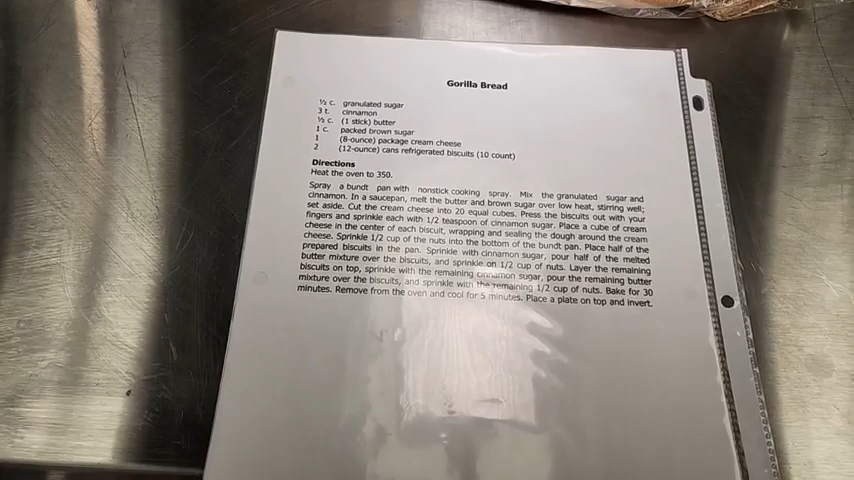 Gorilla Bread
½ c. granulated sugar
3 t. cinnamon
½ c. (1 stick) butter
1 c. packed brown sugar
1 (8-ounce) package cream cheese
2 (12-ounce) cans refrigerated biscuits (10 count)
Directions
Heat the oven to 350.
Spray a bundt pan with nonstick cooking spray. Mix the granulated sugar and
cinnamon. In a saucepan, melt the butter and brown sugar over low heat, stirring well;
set aside. Cut the cream cheese into 20 equal cubes. Press the biscuits out with your
fingers and sprinkle each with 1/2 teaspoon of cinnamon sugar. Place a cube of cream
cheese in the center of each biscuit, wrapping and sealing the dough around the cream
cheese. Sprinkle 1/2 cup of the nuts into the bottom of the bundt pan. Place half of the
prepared biscuits in the pan. Sprinkle with cinnamon sugar, pour half of the melted
butter mixture over the biscuits, and sprinkle on 1/2 cup of nuts. Layer the remaining
biscuits on top, sprinkle with the remaining cinnamon sugar, pour the remaining butter
mixture over the biscuits, and sprinkle with the remaining 1/2 cup of nuts. Bake for 30
minutes. Remove from the oven and cool for 5 minutes. Place a plate on top and invert.